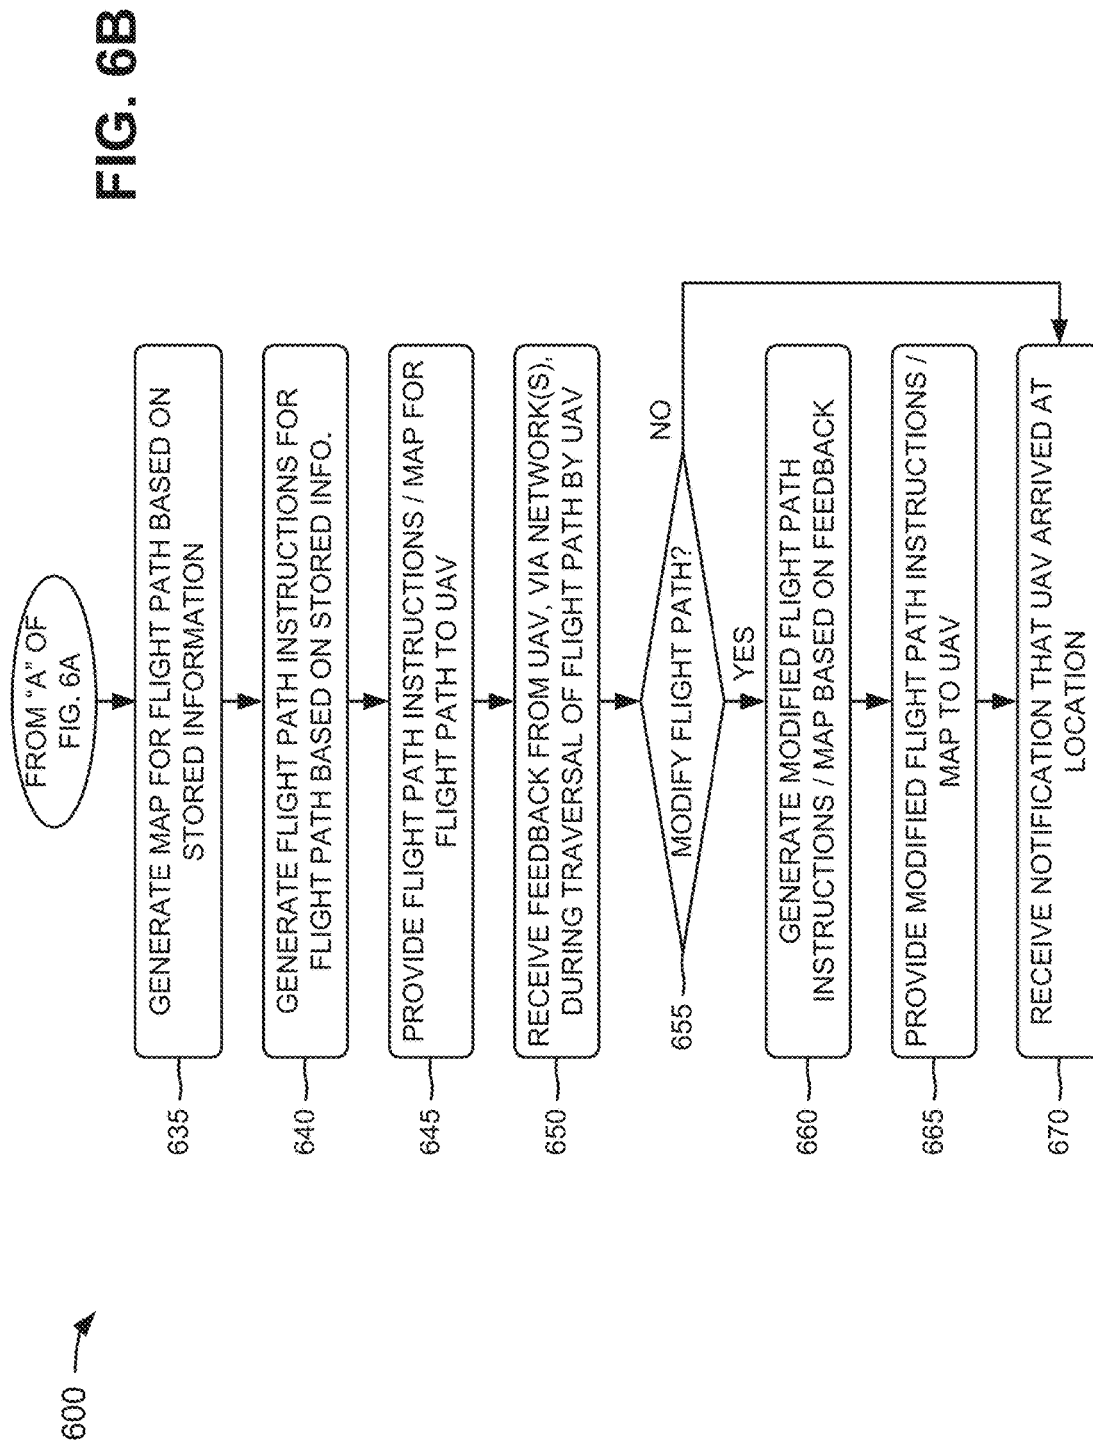 FIG. 6B
600
FROM "A" OF
FIG. 6A
635
GENERATE MAP FOR FLIGHT PATH BASED ON
STORED INFORMATION
640
GENERATE FLIGHT PATH INSTRUCTIONS FOR
FLIGHT PATH BASED ON STORED INFO.
645
PROVIDE FLIGHT PATH INSTRUCTIONS / MAP FOR
FLIGHT PATH TO UAV
650
RECEIVE FEEDBACK FROM UAV, VIA NETWORK(S),
DURING TRAVERSAL OF FLIGHT PATH BY UAV
655
MODIFY FLIGHT PATH?
NO
YES
660
GENERATE MODIFIED FLIGHT PATH
INSTRUCTIONS / MAP BASED ON FEEDBACK
665
PROVIDE MODIFIED FLIGHT PATH INSTRUCTIONS /
MAP TO UAV
670
RECEIVE NOTIFICATION THAT UAV ARRIVED AT
LOCATION